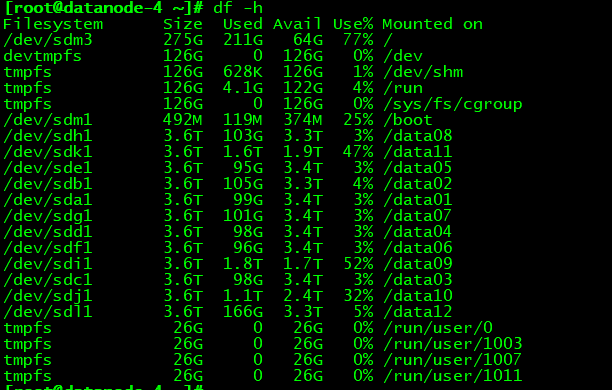 [root@datanode-4 ~]# df -h
Filesystem      Size  Used Avail Use% Mounted on
/dev/sdm3       275G  211G   64G  77% /
devtmpfs        126G     0  126G   0% /dev
tmpfs           126G  628K  126G   1% /dev/shm
tmpfs           126G  4.1G  122G   4% /run
tmpfs           126G     0  126G   0% /sys/fs/cgroup
/dev/sdm1       492M  119M  374M  25% /boot
/dev/sdh1       3.6T  103G  3.3T   3% /data08
/dev/sdk1       3.6T  1.6T  1.9T  47% /data11
/dev/sde1       3.6T   95G  3.4T   3% /data05
/dev/sdb1       3.6T  105G  3.3T   4% /data02
/dev/sda1       3.6T   99G  3.4T   3% /data01
/dev/sdg1       3.6T  101G  3.4T   3% /data07
/dev/sdd1       3.6T   98G  3.4T   3% /data04
/dev/sdf1       3.6T   96G  3.4T   3% /data06
/dev/sdi1       3.6T  1.8T  1.7T  52% /data09
/dev/sdc1       3.6T   98G  3.4T   3% /data03
/dev/sdj1       3.6T  1.1T  2.4T  32% /data10
/dev/sdl1       3.6T  166G  3.3T   5% /data12
tmpfs            26G     0   26G   0% /run/user/0
tmpfs            26G     0   26G   0% /run/user/1003
tmpfs            26G     0   26G   0% /run/user/1007
tmpfs            26G     0   26G   0% /run/user/1011
[root@datanode-4 ~]#